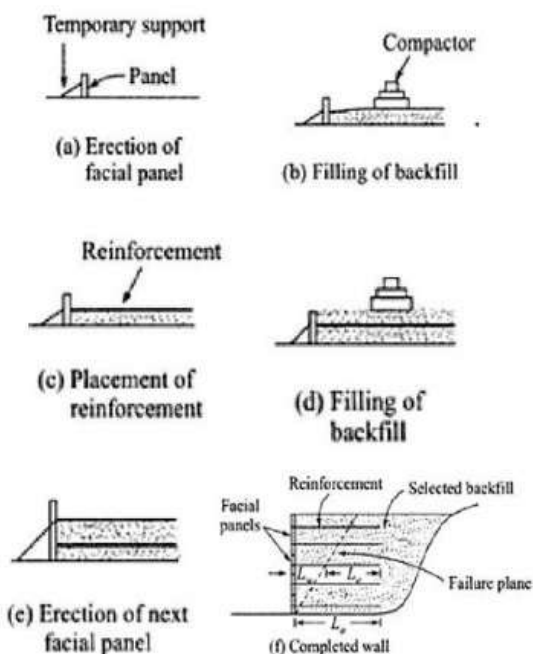 Temporary support
Panel
(a) Erection of
facial panel
Compactor
(b) Filling of backfill
Reinforcement
(c) Placement of
reinforcement
(d) Filling of
backfill
(e) Erection of next
facial panel
Reinforcement
Facial
panels
Selected backfill
Failure plane
(f) Completed wall